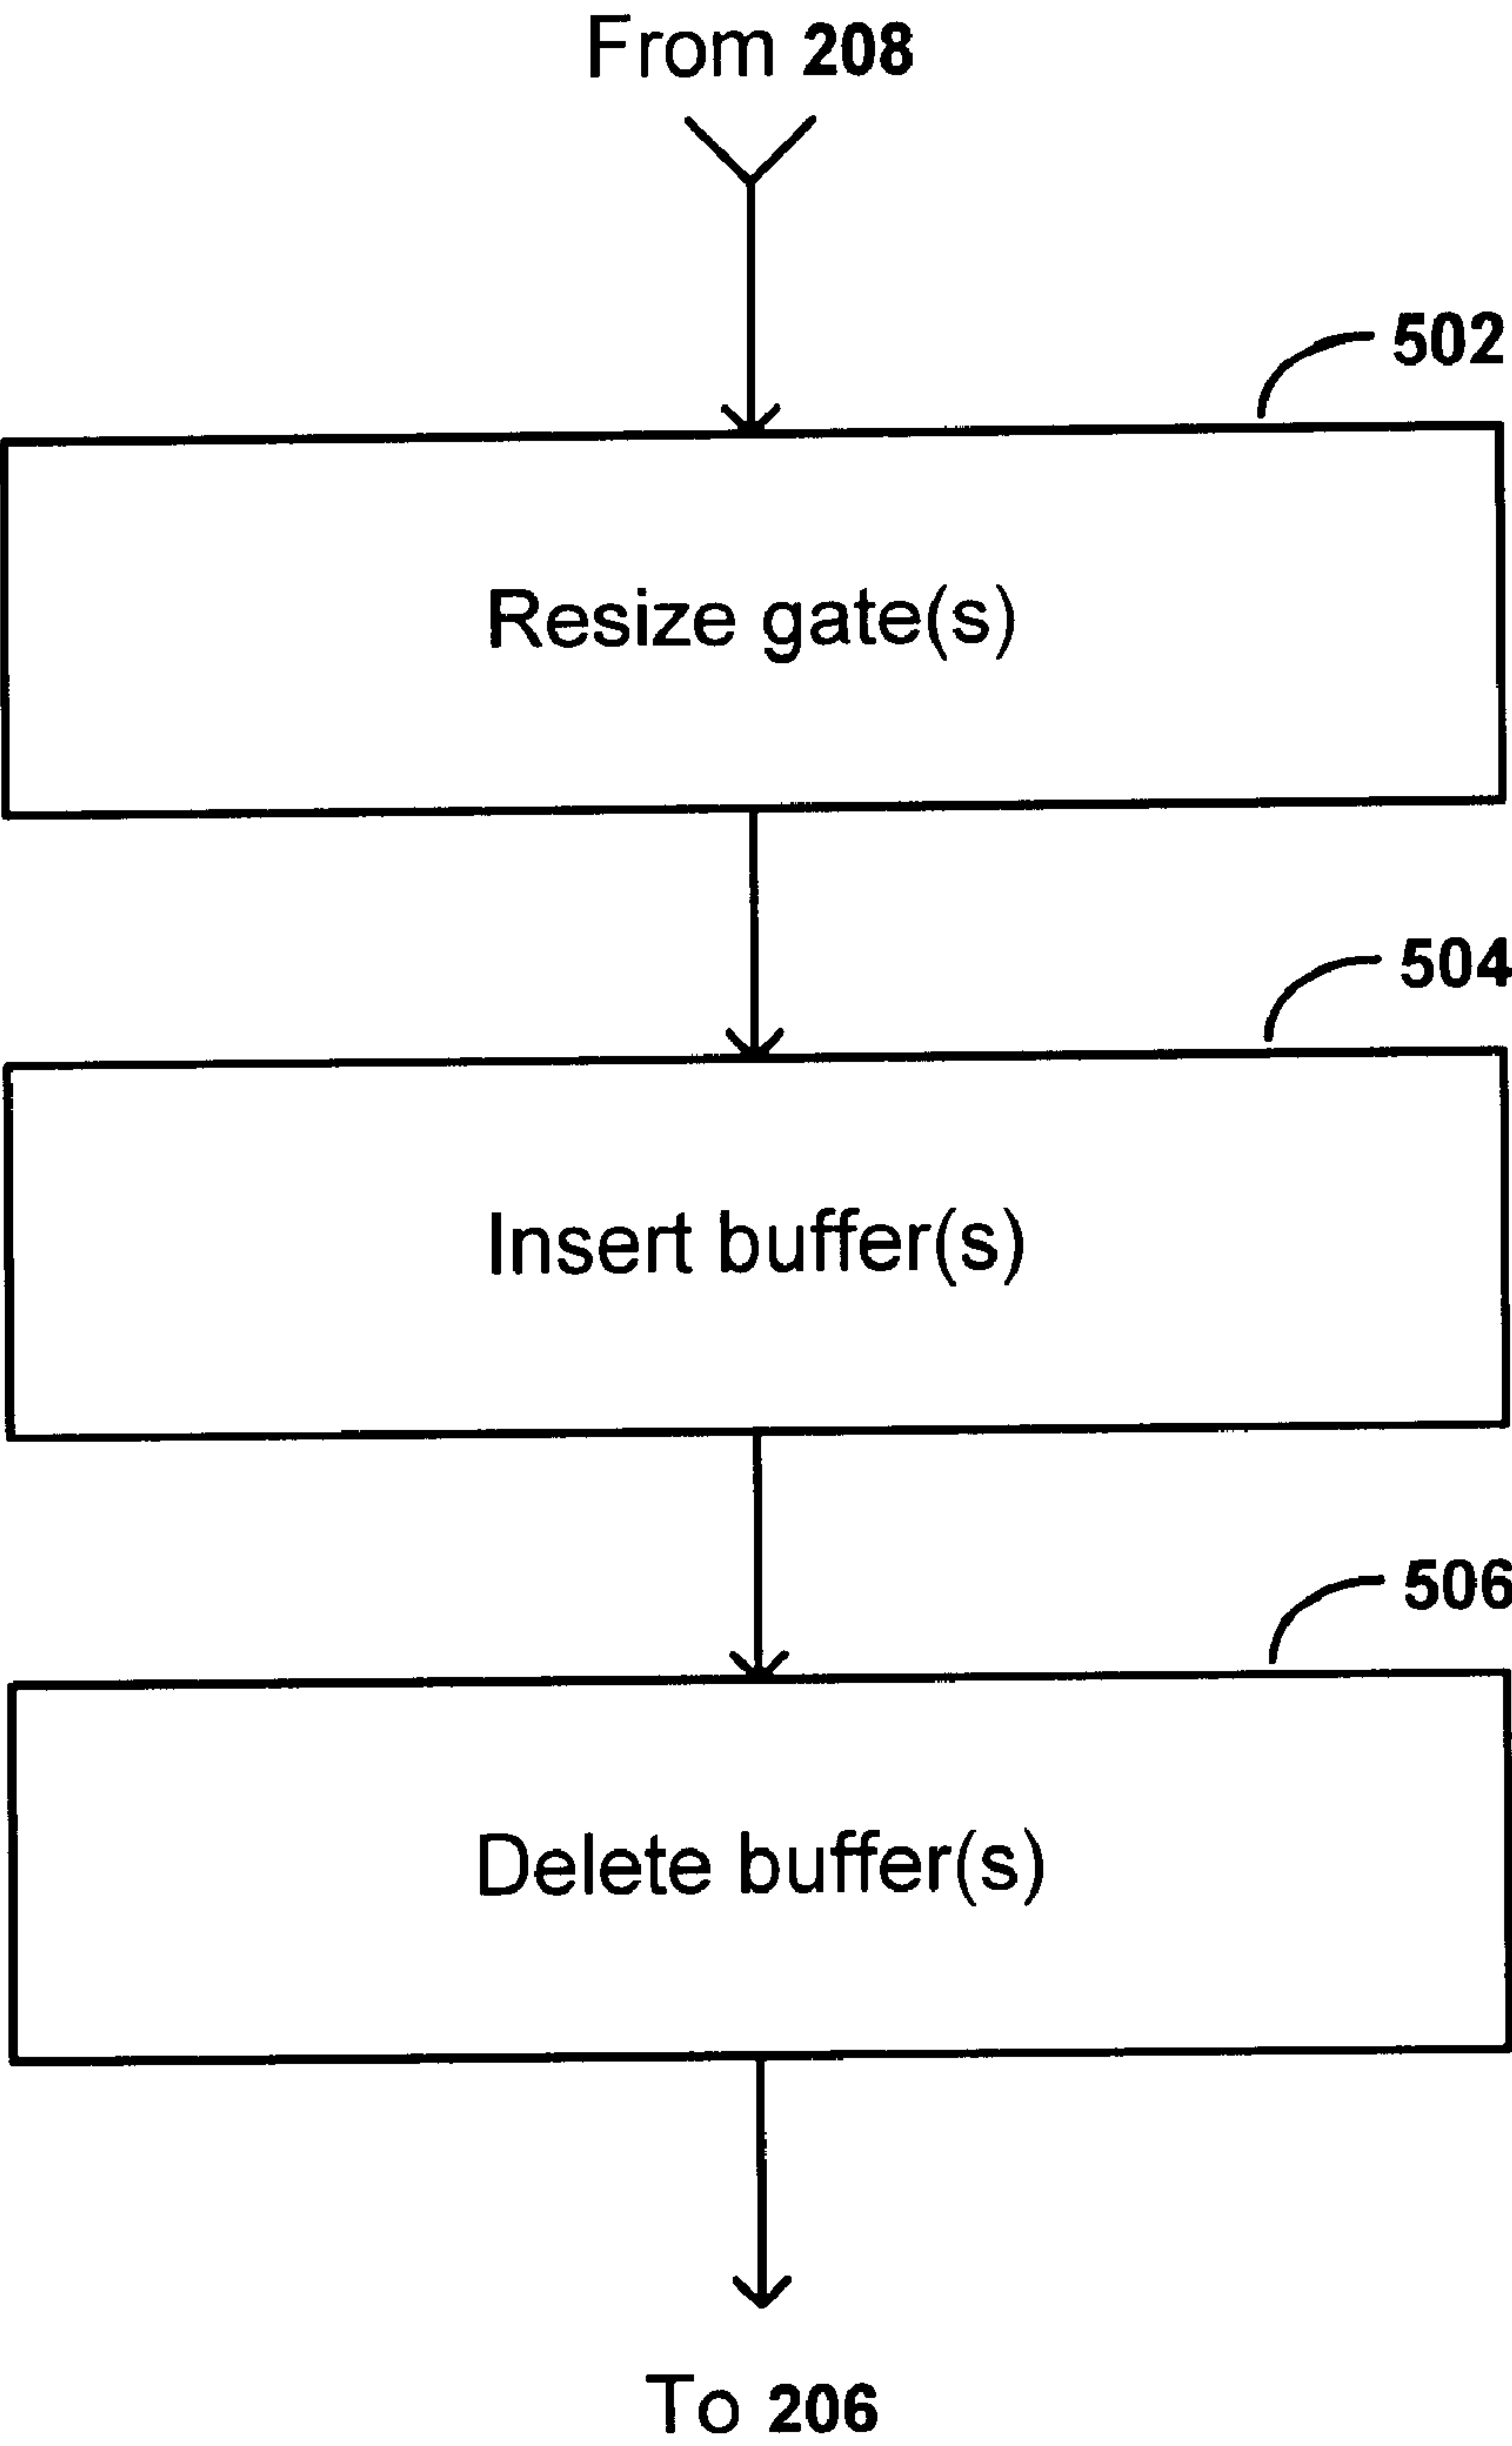 From 208
502
Resize gate(s)
504
Insert buffer(s)
506
Delete buffer(s)
To 206